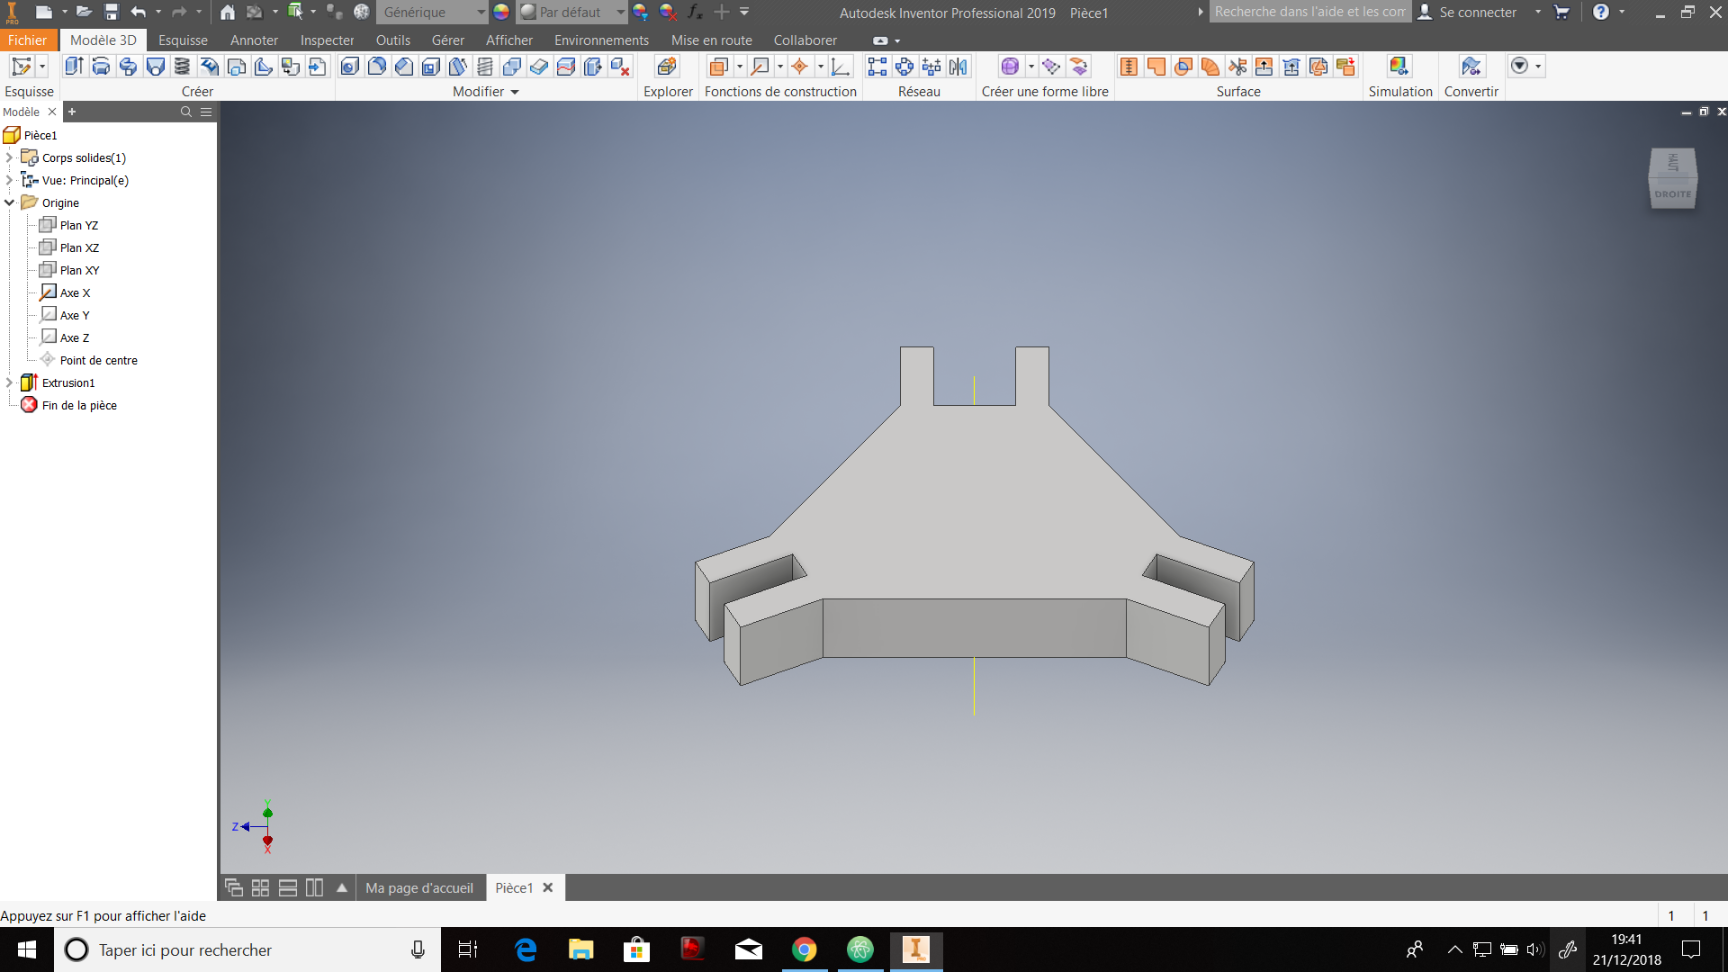 PRO
Générique
Par défaut
fx
Autodesk Inventor Professional 2019 Pièce1
Recherche dans l'aide et les com
Se connecter
Fichier Modèle 3D Esquisse Annoter Inspecter Outils Gérer Afficher Environnements Mise en route Collaborer
Esquisse Créer Modifier Explorer Fonctions de construction Réseau Créer une forme libre Surface Simulation Convertir
Modèle
Pièce1
Corps solides(1)
Vue: Principal(e)
Origine
Plan YZ
Plan XZ
Plan XY
Axe X
Axe Y
Axe Z
Point de centre
Extrusion1
Fin de la pièce
HAUT
DROITE
Y
Z
X
Ma page d'accueil Pièce1
Appuyez sur F1 pour afficher l'aide 1 1
Taper ici pour rechercher
PRO
19:41
21/12/2018